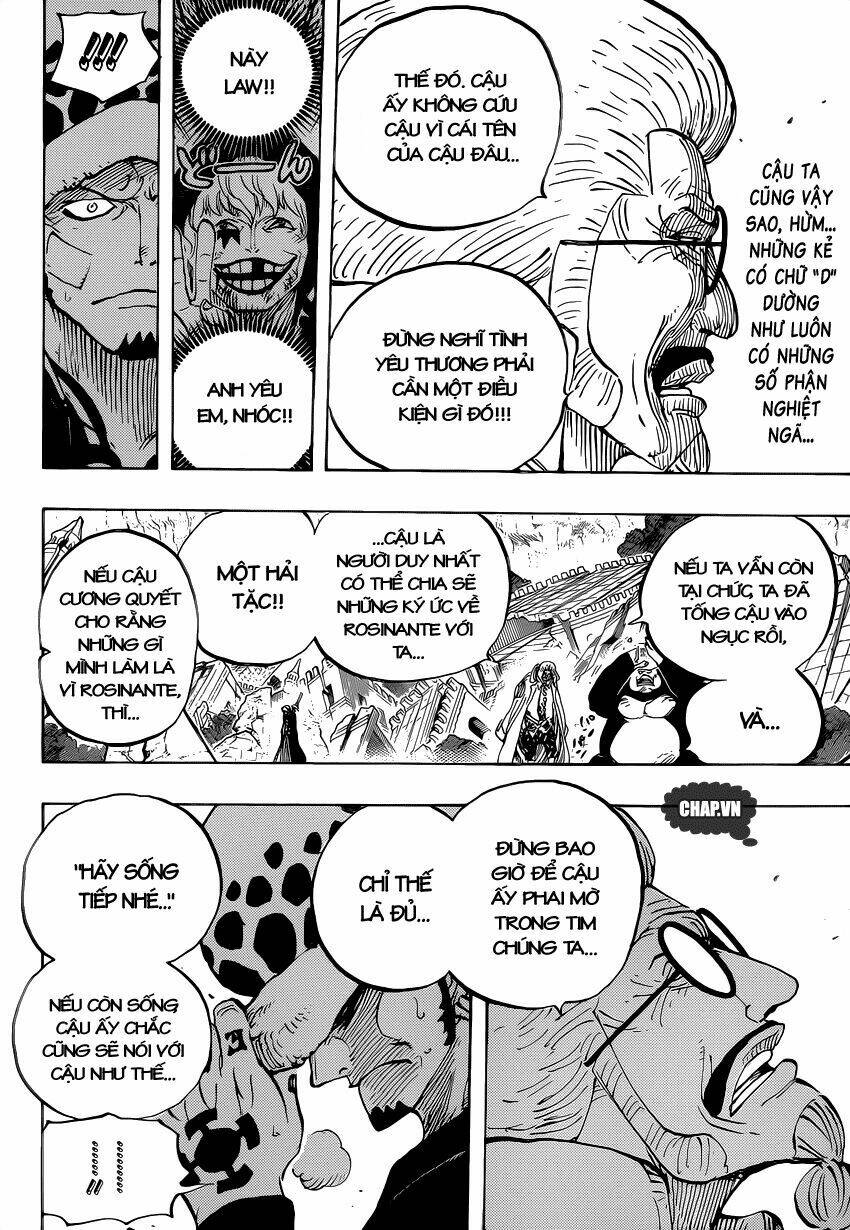 CẬU TA
CŨNG VẬY
SAO, HỪM...
NHỮNG KẺ
CÓ CHỮ "D"
DƯỜNG
NHƯ LUÔN
CÓ NHỮNG
SỐ PHẬN
NGHIỆT
NGÃ...
THẾ ĐÓ. CẬU
ẤY KHÔNG CỨU
CẬU VÌ CÁI TÊN
CỦA CẬU ĐÂU...
ĐỪNG NGHĨ TÌNH
YÊU THƯƠNG PHẢI
CẦN MỘT ĐIỀU
KIỆN GÌ ĐÓ!!!
NÀY
LAW!!
どーん
ANH YÊU
EM, NHÓC!!
!!!
NẾU TA VẪN CÒN
TẠI CHỨC, TA ĐÃ
TỐNG CẬU VÀO
NGỤC RỒI,
VÀ...
...CẬU LÀ
NGƯỜI DUY NHẤT
CÓ THỂ CHIA SẺ
NHỮNG KÝ ỨC VỀ
ROSINANTE VỚI
TA...
MỘT HẢI
TẶC!!
NẾU CẬU
CƯƠNG QUYẾT
CHO RẰNG
NHỮNG GÌ
MÌNH LÀM LÀ
VÌ ROSINANTE,
THÌ...
CHAP.VN
ĐỪNG BAO
GIỜ ĐỂ CẬU
ẤY PHAI MỜ
TRONG TIM
CHÚNG TA...
CHỈ THẾ
LÀ ĐỦ...
"HÃY SỐNG
TIẾP NHÉ..."
NẾU CÒN SỐNG,
CẬU ẤY CHẮC
CŨNG SẼ NÓI VỚI
CẬU NHƯ THẾ...
E
............!!